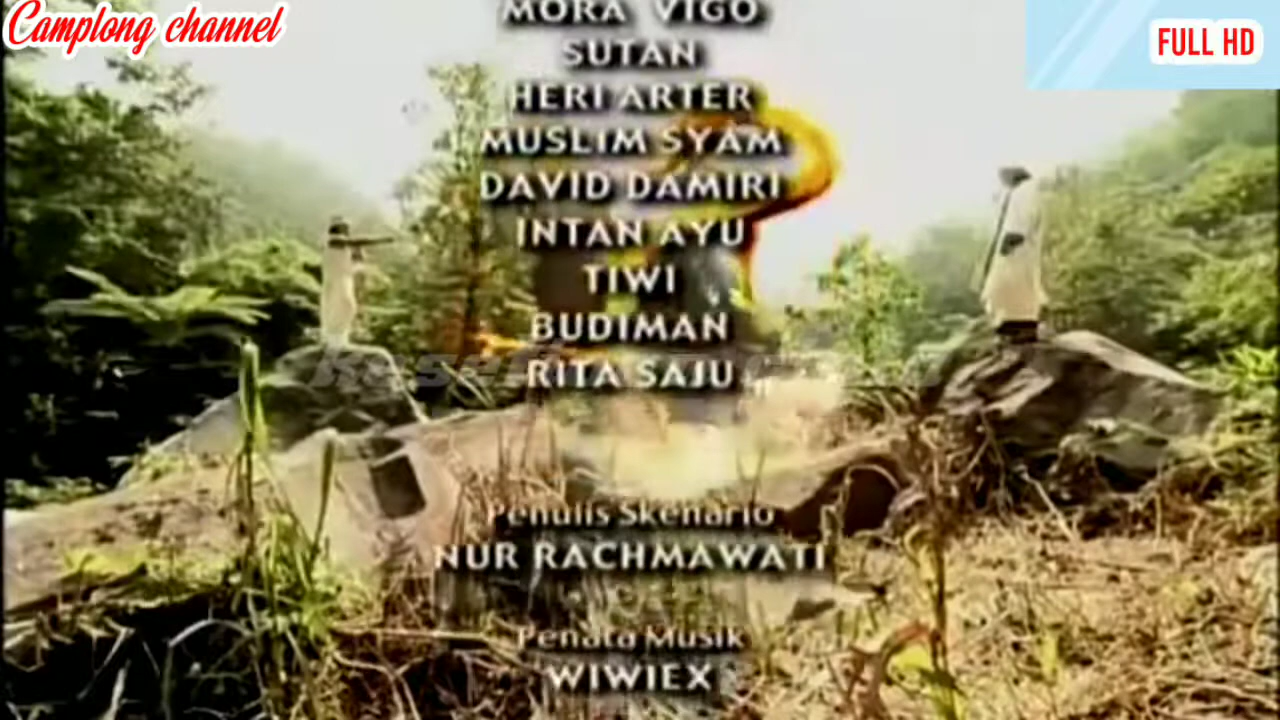 Camplong channel
FULL HD
MORA VIGO
SUTAN
HERI ARTER
MUSLIM SYAM
DAVID DAMIRI
INTAN AYU
TIWI
BUDIMAN
RITA SAJU
Penulis Skenario
NUR RACHMAWATI
Penata Musik
WIWIEX